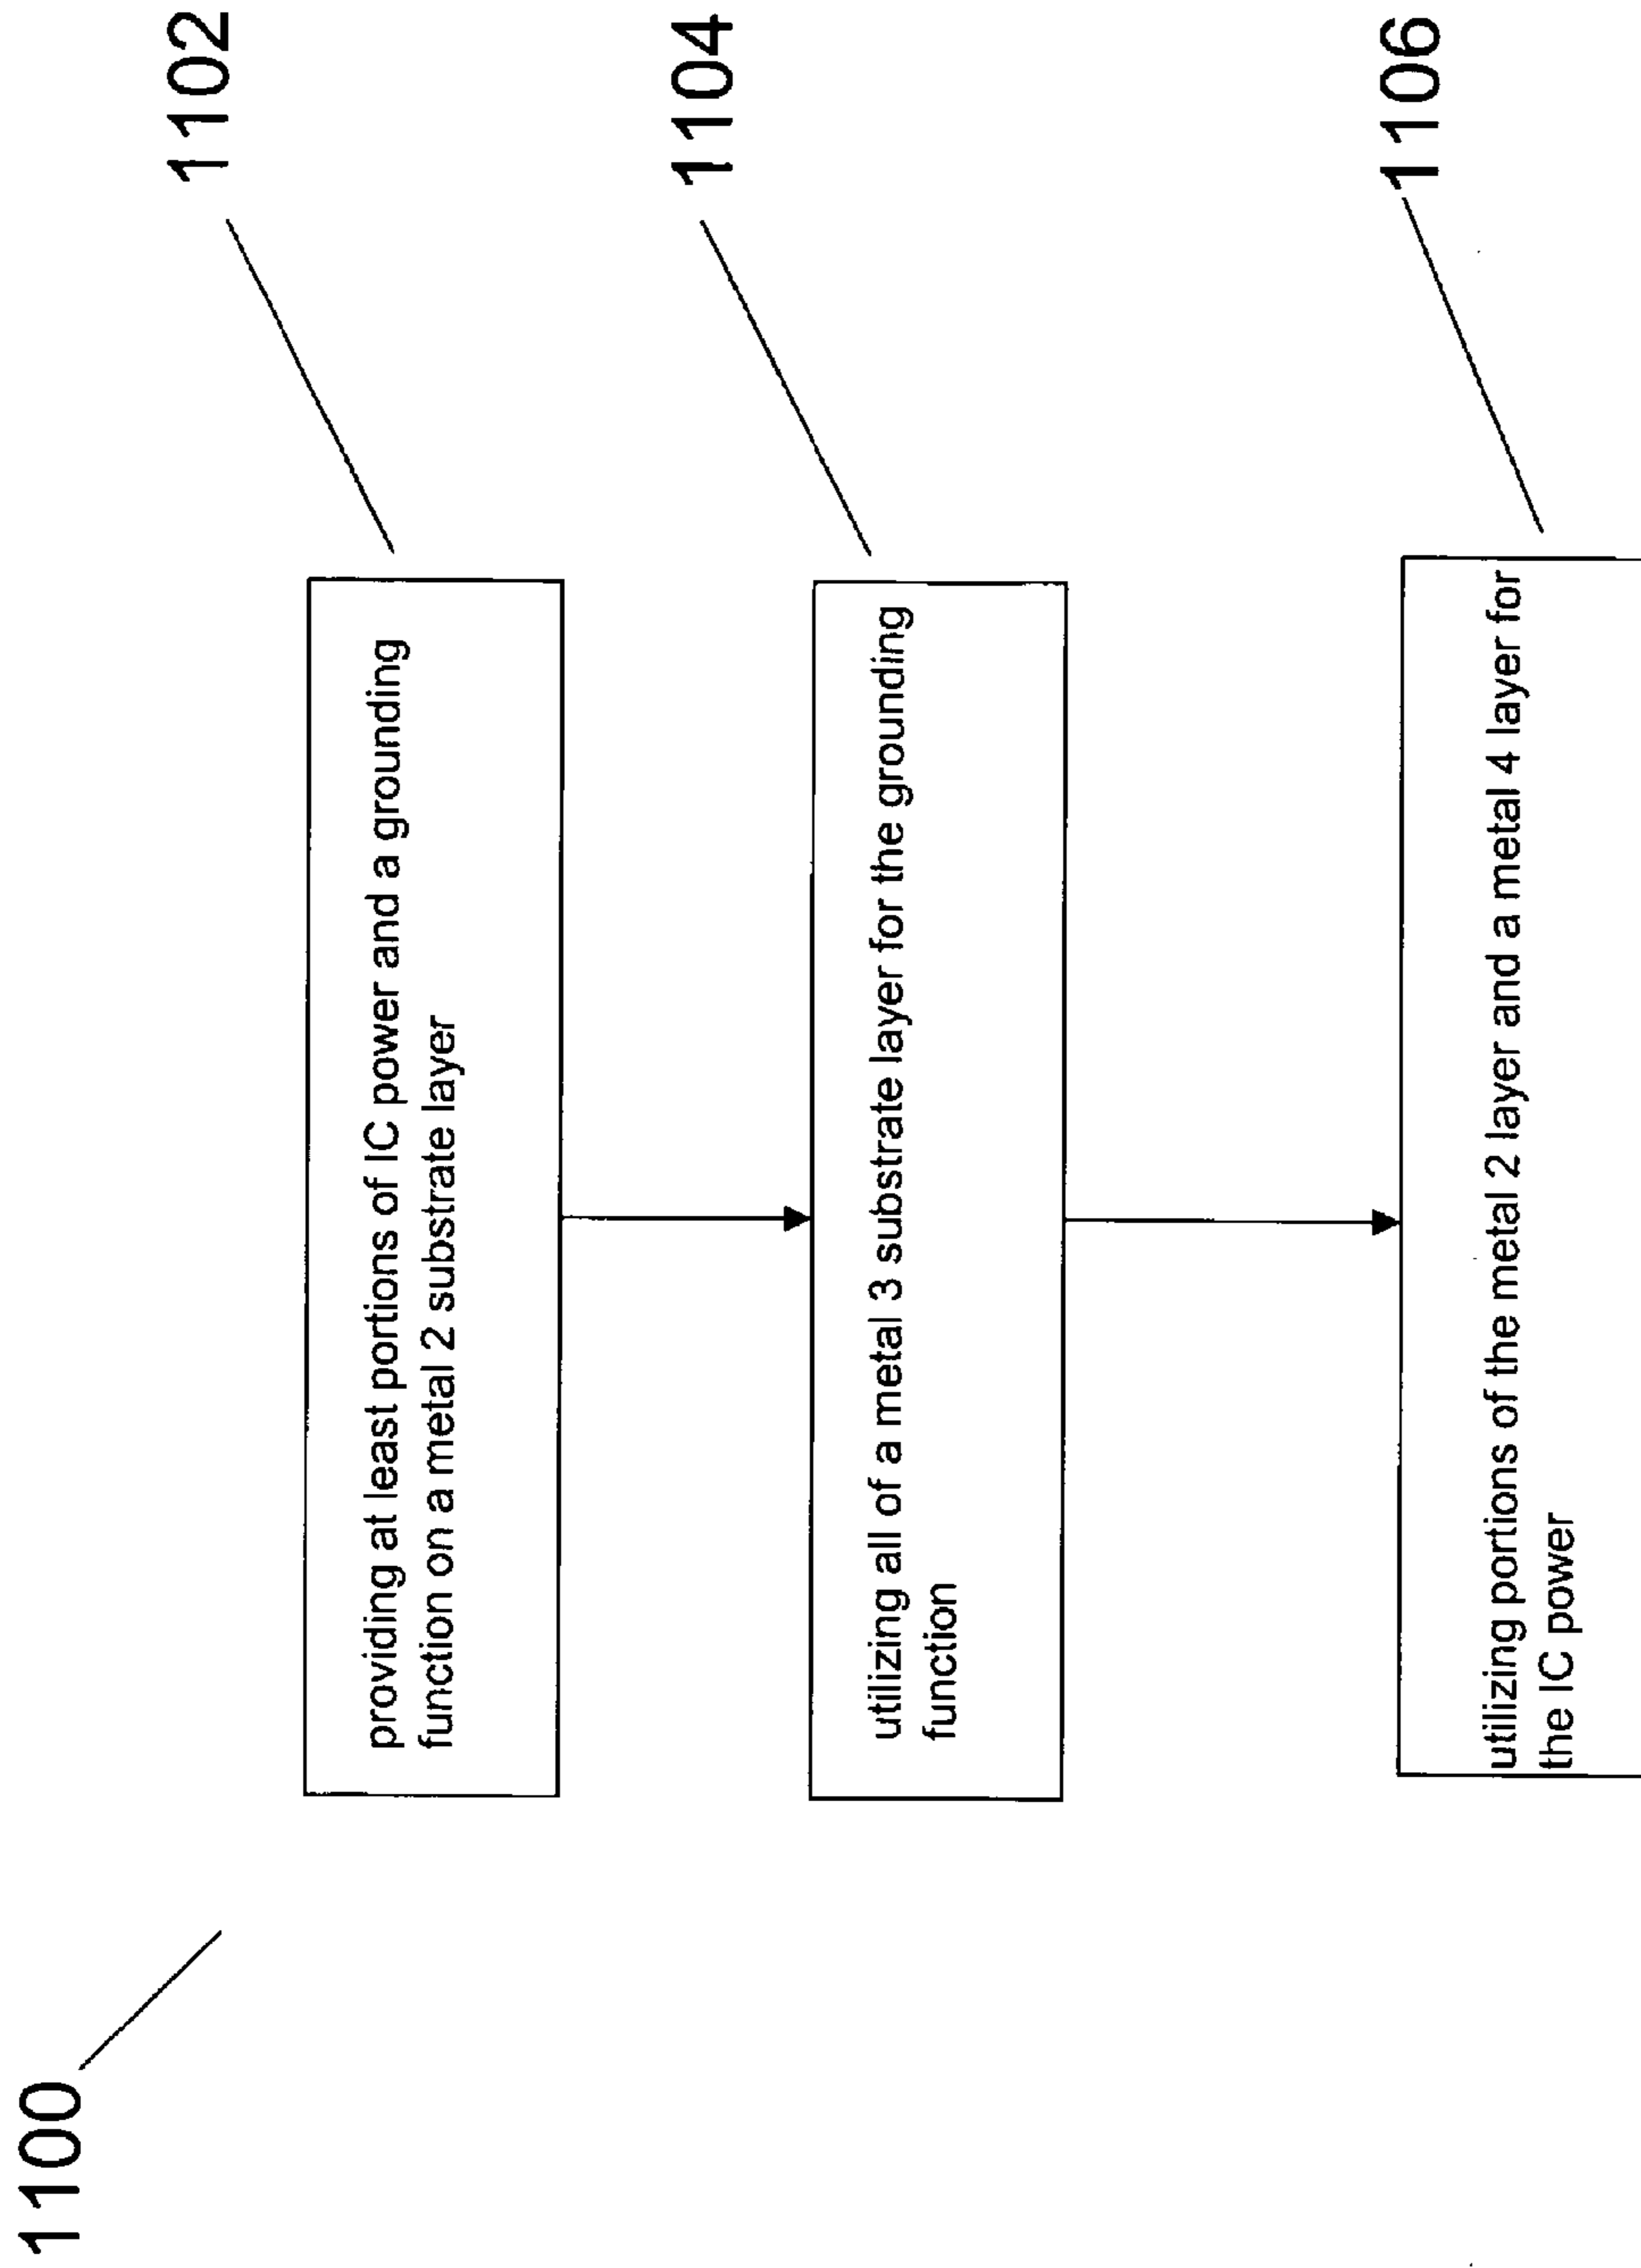 1100
1102
providing at least portions of IC power and a grounding
function on a metal 2 substrate layer
1104
utilizing all of a metal 3 substrate layer for the grounding
function
1106
utilizing portions of the metal 2 layer and a metal 4 layer for
the IC power